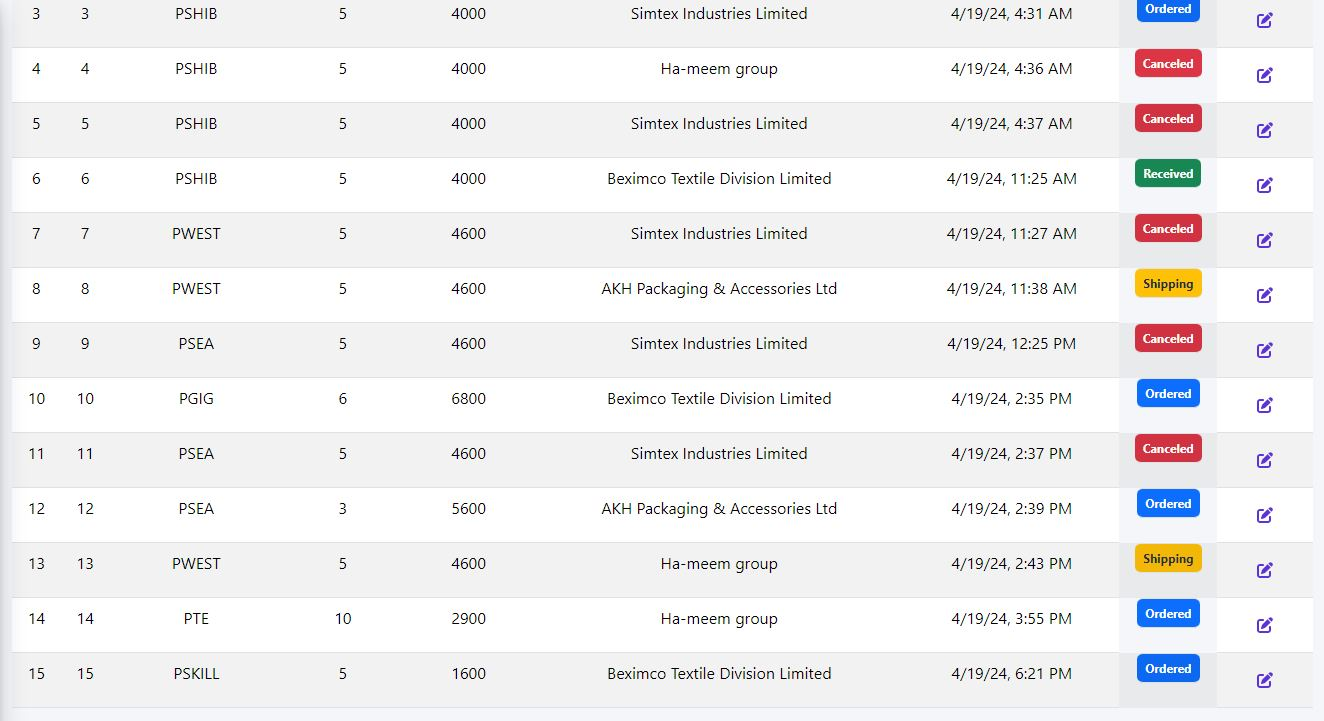 3 3 PSHIB 5 4000 Simtex Industries Limited 4/19/24, 4:31 AM Ordered
4 4 PSHIB 5 4000 Ha-meem group 4/19/24, 4:36 AM Canceled
5 5 PSHIB 5 4000 Simtex Industries Limited 4/19/24, 4:37 AM Canceled
6 6 PSHIB 5 4000 Beximco Textile Division Limited 4/19/24, 11:25 AM Received
7 7 PWEST 5 4600 Simtex Industries Limited 4/19/24, 11:27 AM Canceled
8 8 PWEST 5 4600 AKH Packaging & Accessories Ltd 4/19/24, 11:38 AM Shipping
9 9 PSEA 5 4600 Simtex Industries Limited 4/19/24, 12:25 PM Canceled
10 10 PGIG 6 6800 Beximco Textile Division Limited 4/19/24, 2:35 PM Ordered
11 11 PSEA 5 4600 Simtex Industries Limited 4/19/24, 2:37 PM Canceled
12 12 PSEA 3 5600 AKH Packaging & Accessories Ltd 4/19/24, 2:39 PM Ordered
13 13 PWEST 5 4600 Ha-meem group 4/19/24, 2:43 PM Shipping
14 14 PTE 10 2900 Ha-meem group 4/19/24, 3:55 PM Ordered
15 15 PSKILL 5 1600 Beximco Textile Division Limited 4/19/24, 6:21 PM Ordered